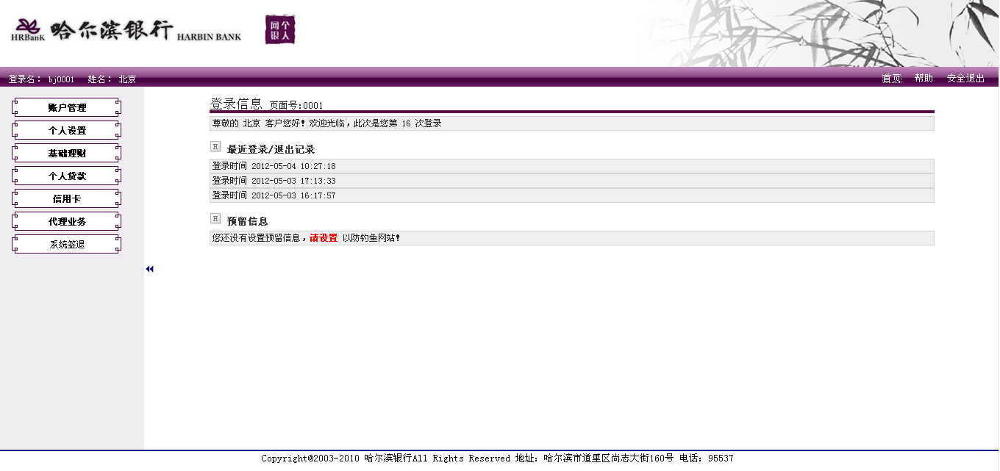 HRBanK 哈尔滨银行 HARBIN BANK 个人网银
登录名： bj0001 姓名： 北京 首页 帮助 安全退出
账户管理
个人设置
基础理财
个人贷款
信用卡
代理业务
系统签退
登录信息 页面号:0001
尊敬的 北京 客户您好! 欢迎光临，此次是您第 16 次登录
最近登录/退出记录
登录时间 2012-05-04 10:27:18
登录时间 2012-05-03 17:13:33
登录时间 2012-05-03 16:17:57
预留信息
您还没有设置预留信息，请设置 以防钓鱼网站!
Copyright@2003-2010 哈尔滨银行All Rights Reserved 地址: 哈尔滨市道里区尚志大街160号 电话: 95537